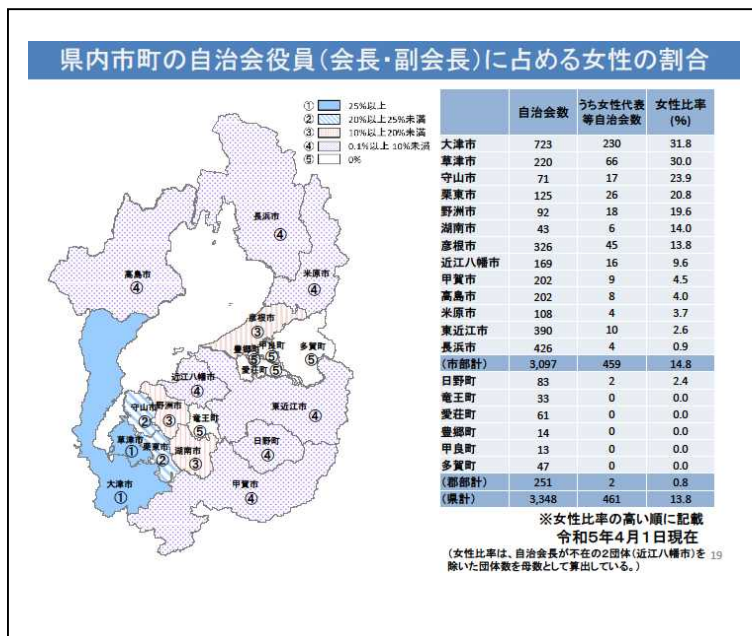 県内市町の自治会役員（会長・副会長）に占める女性の割合
① 25%以上
② 20%以上25%未満
③ 10%以上20%未満
④ 0.1%以上10%未満
⑤ 0%
長浜市
④
高島市
④
米原市
④
彦根市
③
豊郷町
⑤
甲良町
⑤
多賀町
⑤
愛荘町⑤
近江八幡市
④
東近江市
④
守山市
②
野洲市
③
竜王町
⑤
草津市
①
栗東市
②
湖南市
③
日野町
④
大津市
①
甲賀市
④
自治会数 うち女性代表等自治会数 女性比率(%)
大津市 723 230 31.8
草津市 220 66 30.0
守山市 71 17 23.9
栗東市 125 26 20.8
野洲市 92 18 19.6
湖南市 43 6 14.0
彦根市 326 45 13.8
近江八幡市 169 16 9.6
甲賀市 202 9 4.5
高島市 202 8 4.0
米原市 108 4 3.7
東近江市 390 10 2.6
長浜市 426 4 0.9
(市部計) 3,097 459 14.8
日野町 83 2 2.4
竜王町 33 0 0.0
愛荘町 61 0 0.0
豊郷町 14 0 0.0
甲良町 13 0 0.0
多賀町 47 0 0.0
(郡部計) 251 2 0.8
(県計) 3,348 461 13.8
※女性比率の高い順に記載
令和5年4月1日現在
（女性比率は、自治会長が不在の2団体（近江八幡市）を
除いた団体数を母数として算出している。）
19